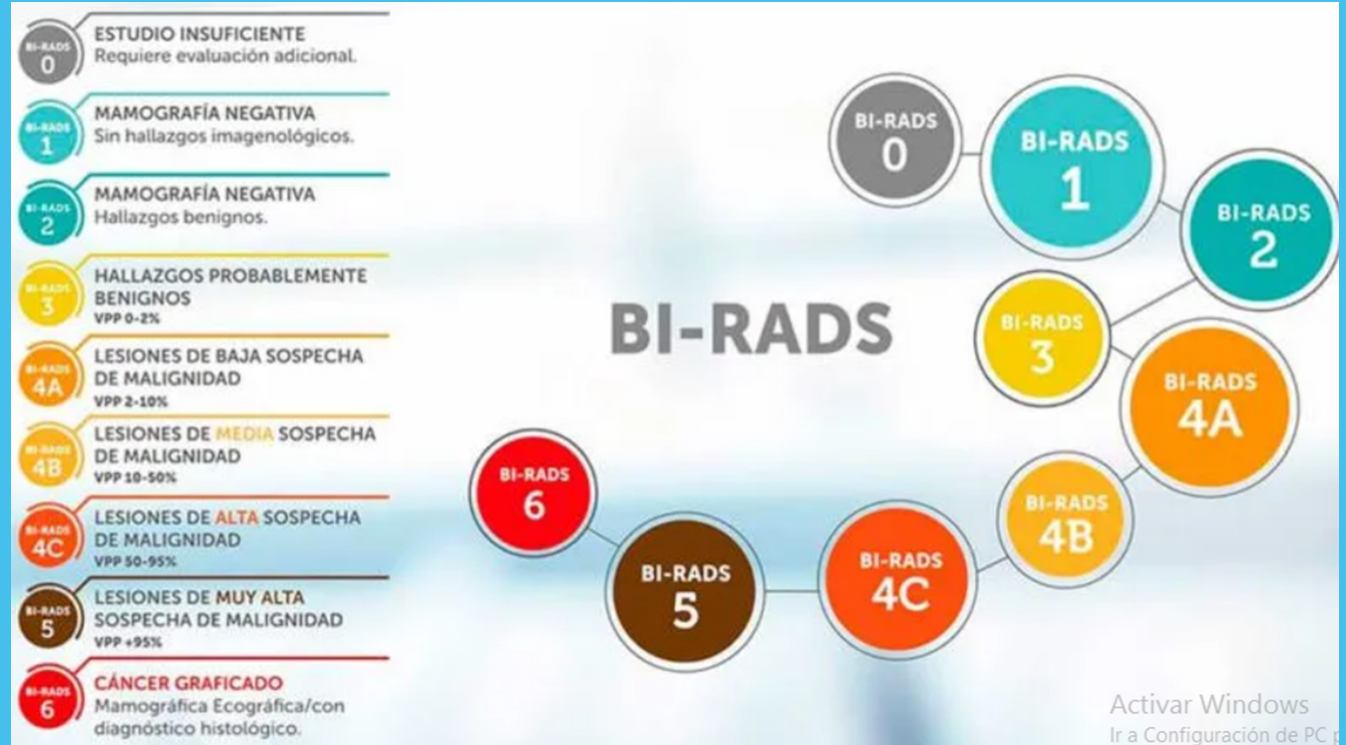 BI-RADS
0
ESTUDIO INSUFICIENTE
Requiere evaluación adicional.
BI-RADS
1
MAMOGRAFÍA NEGATIVA
Sin hallazgos imagenológicos.
BI-RADS
2
MAMOGRAFÍA NEGATIVA
Hallazgos benignos.
BI-RADS
3
HALLAZGOS PROBABLEMENTE
BENIGNOS
VPP 0-2%
BI-RADS
4A
LESIONES DE BAJA SOSPECHA
DE MALIGNIDAD
VPP 2-10%
BI-RADS
4B
LESIONES DE MEDIA SOSPECHA
DE MALIGNIDAD
VPP 10-50%
BI-RADS
4C
LESIONES DE ALTA SOSPECHA
DE MALIGNIDAD
VPP 50-95%
BI-RADS
5
LESIONES DE MUY ALTA
SOSPECHA DE MALIGNIDAD
VPP +95%
BI-RADS
6
CÁNCER GRAFICADO
Mamográfica Ecográfica/con
diagnóstico histológico.
BI-RADS
BI-RADS
0
BI-RADS
1
BI-RADS
2
BI-RADS
3
BI-RADS
4A
BI-RADS
4B
BI-RADS
4C
BI-RADS
5
BI-RADS
6
Activar Windows
Ir a Configuración de PC p